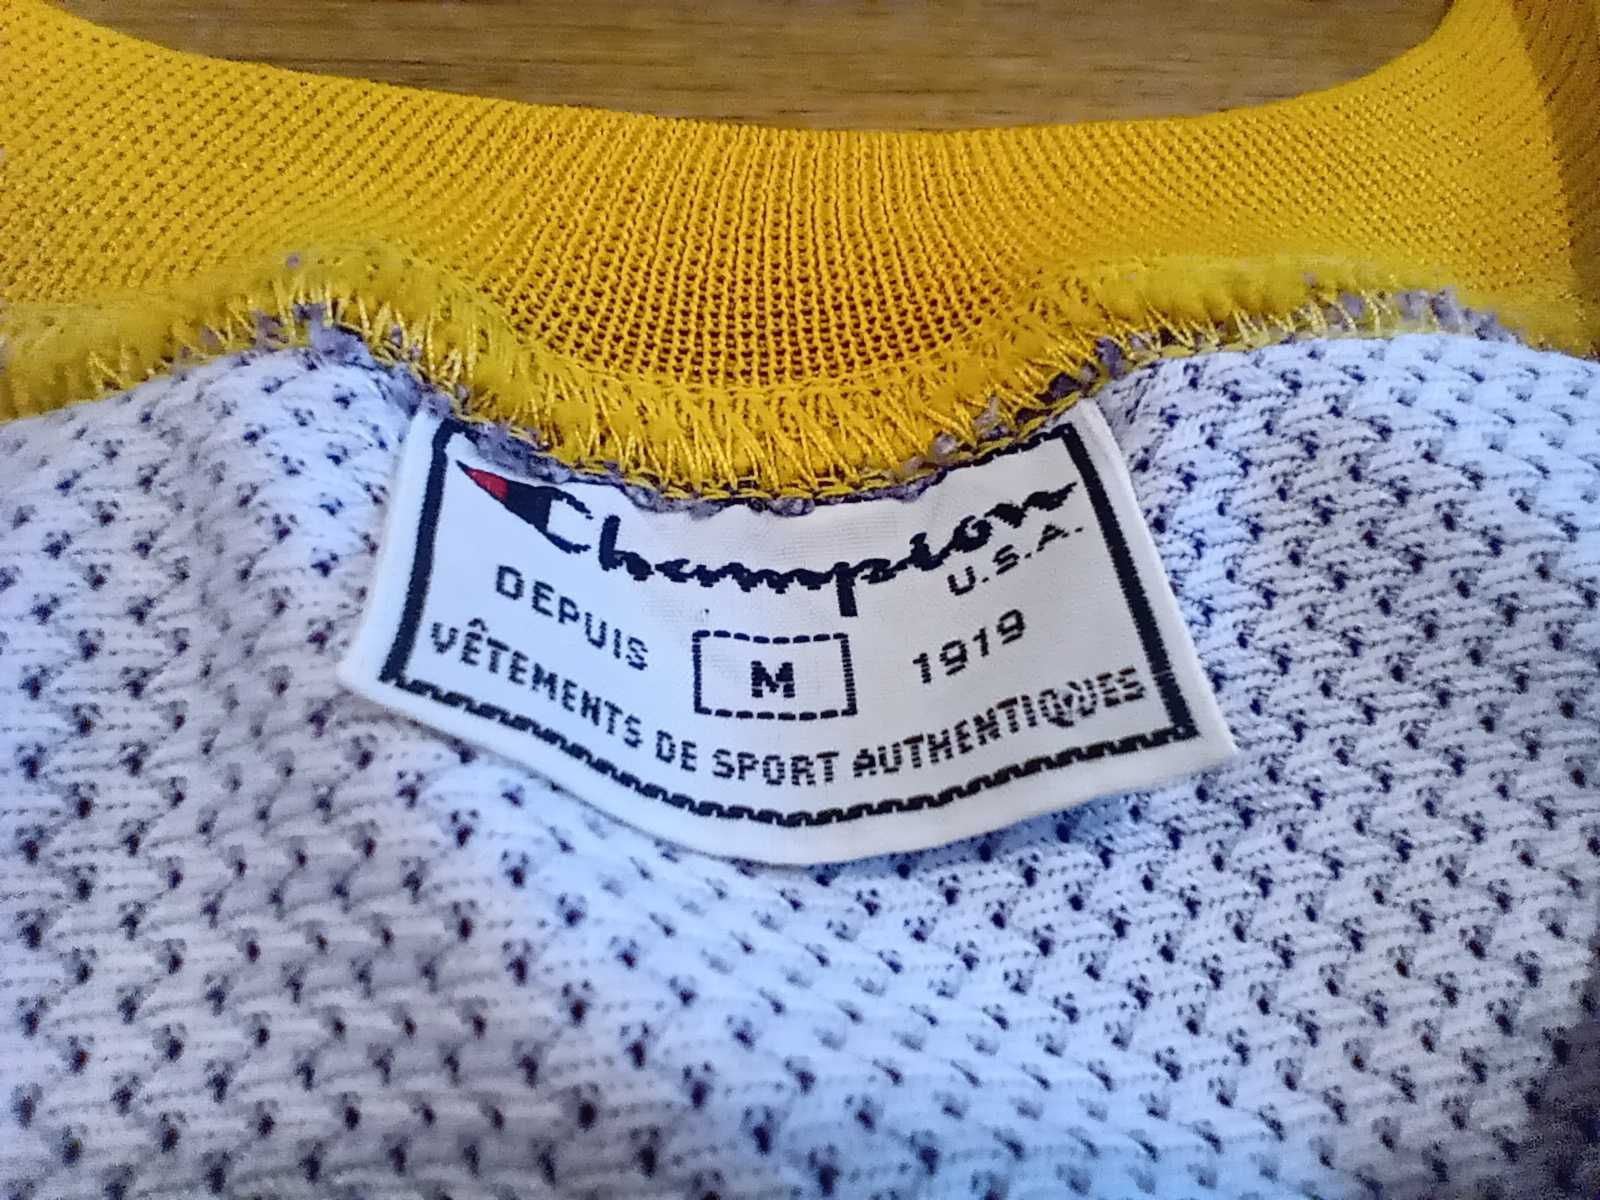 Champion
U.S.A.
DEPUIS M 1919
VÊTEMENTS DE SPORT AUTHENTIQUES